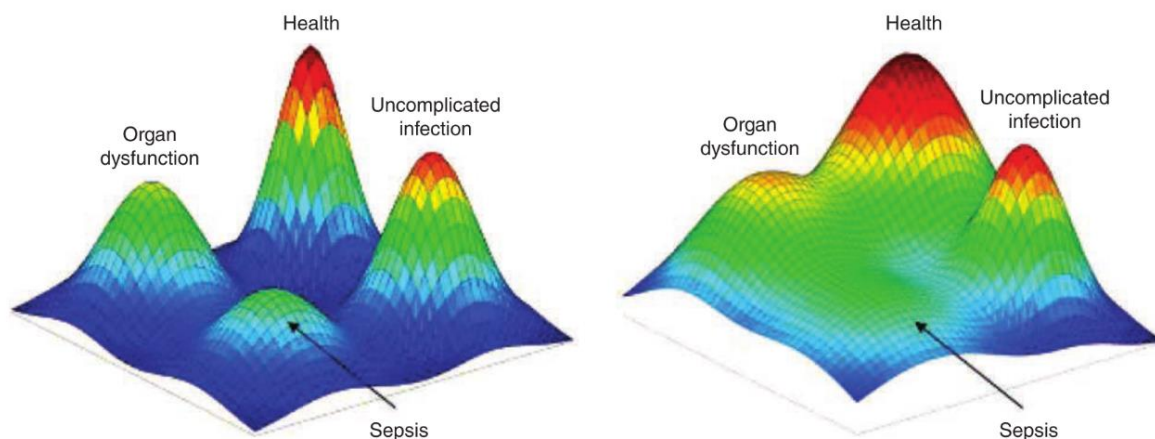 Health
Uncomplicated
infection
Organ
dysfunction
Sepsis
Health
Uncomplicated
infection
Organ
dysfunction
Sepsis